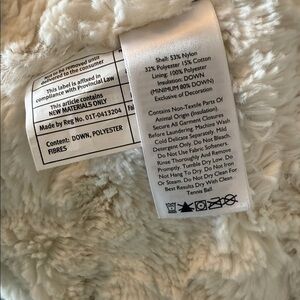 Not to be removed until
delivered to the consumer
This label is affixed in
compliance with Provincial Law
This article contains
NEW MATERIALS ONLY
Made by Reg No. 01T-0413204
Content: DOWN, POLYESTER
FIBRES
Shell: 53% Nylon
32% Polyester 15% Cotton
Lining: 100% Polyester
Insulation: DOWN
(MINIMUM 80% DOWN)
Exclusive of Decoration
Contains Non-Textile Parts Of
Animal Origin (Insulation).
Secure All Garment Closures
Before Laundering. Machine Wash
Cold Delicate Separately. Mild
Detergent Only. Do Not Bleach.
Do Not Use Fabric Softeners.
Rinse Thoroughly And Remove
Promptly. Tumble Dry Low. Do
Not Wring. Do Not Iron
Or Steam. Do Not Dry Clean. For
Best Results Dry With Clean
Tennis Ball.